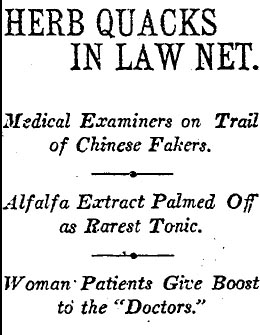 HERB QUACKS
IN LAW NET.
Medical Examiners on Trail
of Chinese Fakers.
Alfalfa Extract Palmed Off
as Rarest Tonic.
Woman Patients Give Boost
to the "Doctors."